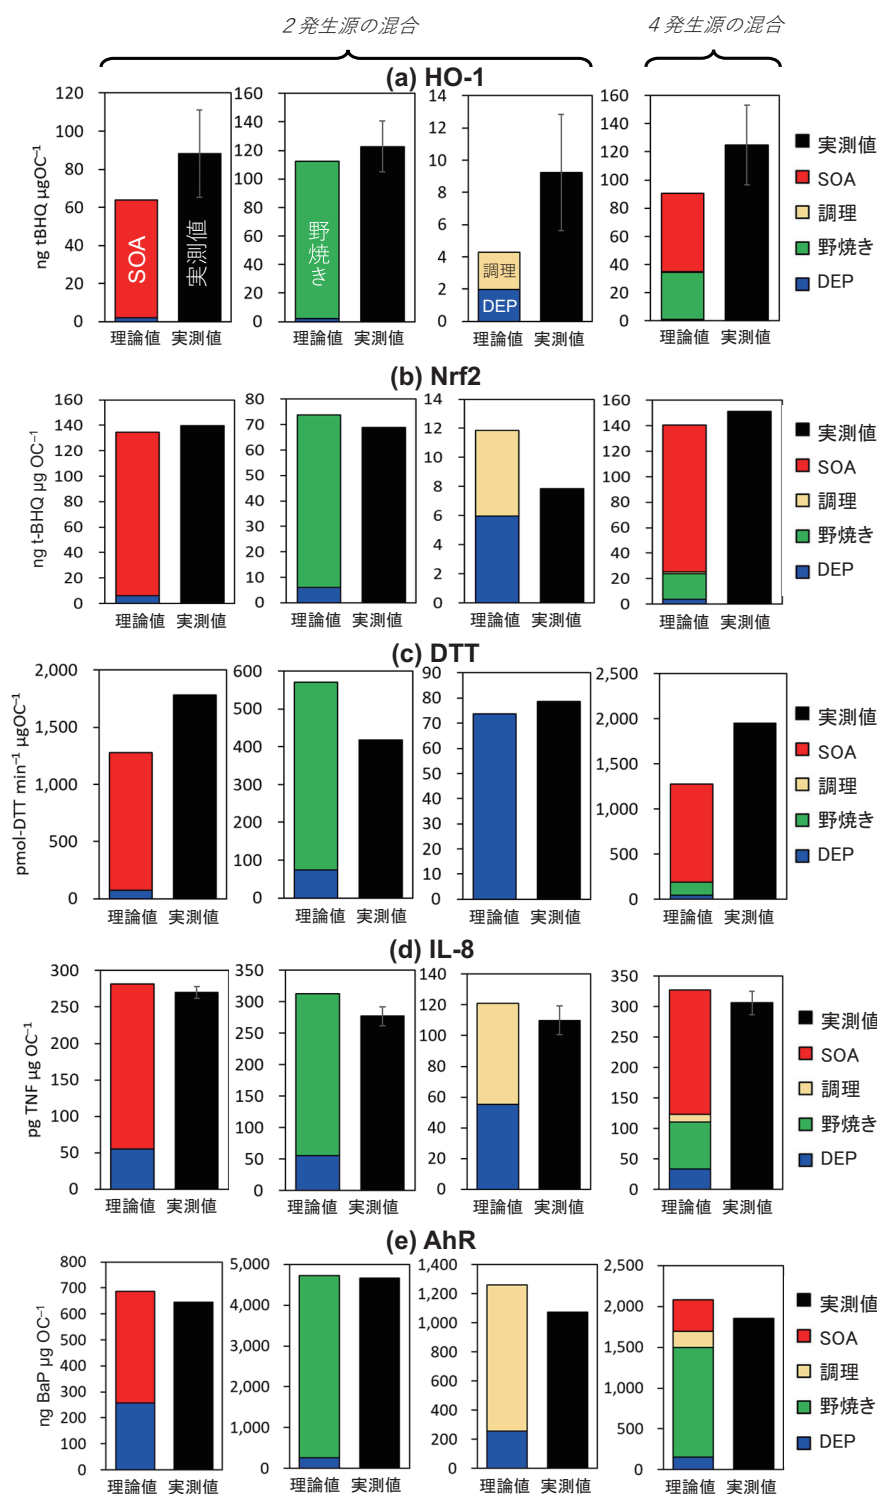 2発生源の混合
4発生源の混合
(a) HO-1
ng tBHQ µgOC⁻¹
120
100
80
60
40
20
0
SOA
実測値
理論値 実測値
160
140
120
100
80
60
40
20
0
野焼き
理論値 実測値
14
12
10
8
6
4
2
0
調理
DEP
理論値 実測値
160
140
120
100
80
60
40
20
0
理論値 実測値
実測値
SOA
調理
野焼き
DEP
(b) Nrf2
ng t-BHQ µg OC⁻¹
160
140
120
100
80
60
40
20
0
理論値 実測値
80
70
60
50
40
30
20
10
0
理論値 実測値
14
12
10
8
6
4
2
0
理論値 実測値
160
140
120
100
80
60
40
20
0
理論値 実測値
実測値
SOA
調理
野焼き
DEP
(c) DTT
pmol-DTT min⁻¹ µgOC⁻¹
2,000
1,500
1,000
500
0
理論値 実測値
600
500
400
300
200
100
0
理論値 実測値
90
80
70
60
50
40
30
20
10
0
理論値 実測値
2,500
2,000
1,500
1,000
500
0
理論値 実測値
実測値
SOA
調理
野焼き
DEP
(d) IL-8
pg TNF µg OC⁻¹
300
250
200
150
100
50
0
理論値 実測値
350
300
250
200
150
100
50
0
理論値 実測値
140
120
100
80
60
40
20
0
理論値 実測値
350
300
250
200
150
100
50
0
理論値 実測値
実測値
SOA
調理
野焼き
DEP
(e) AhR
ng BaP µg OC⁻¹
800
700
600
500
400
300
200
100
0
理論値 実測値
5,000
4,000
3,000
2,000
1,000
0
理論値 実測値
1,400
1,200
1,000
800
600
400
200
0
理論値 実測値
2,500
2,000
1,500
1,000
500
0
理論値 実測値
実測値
SOA
調理
野焼き
DEP